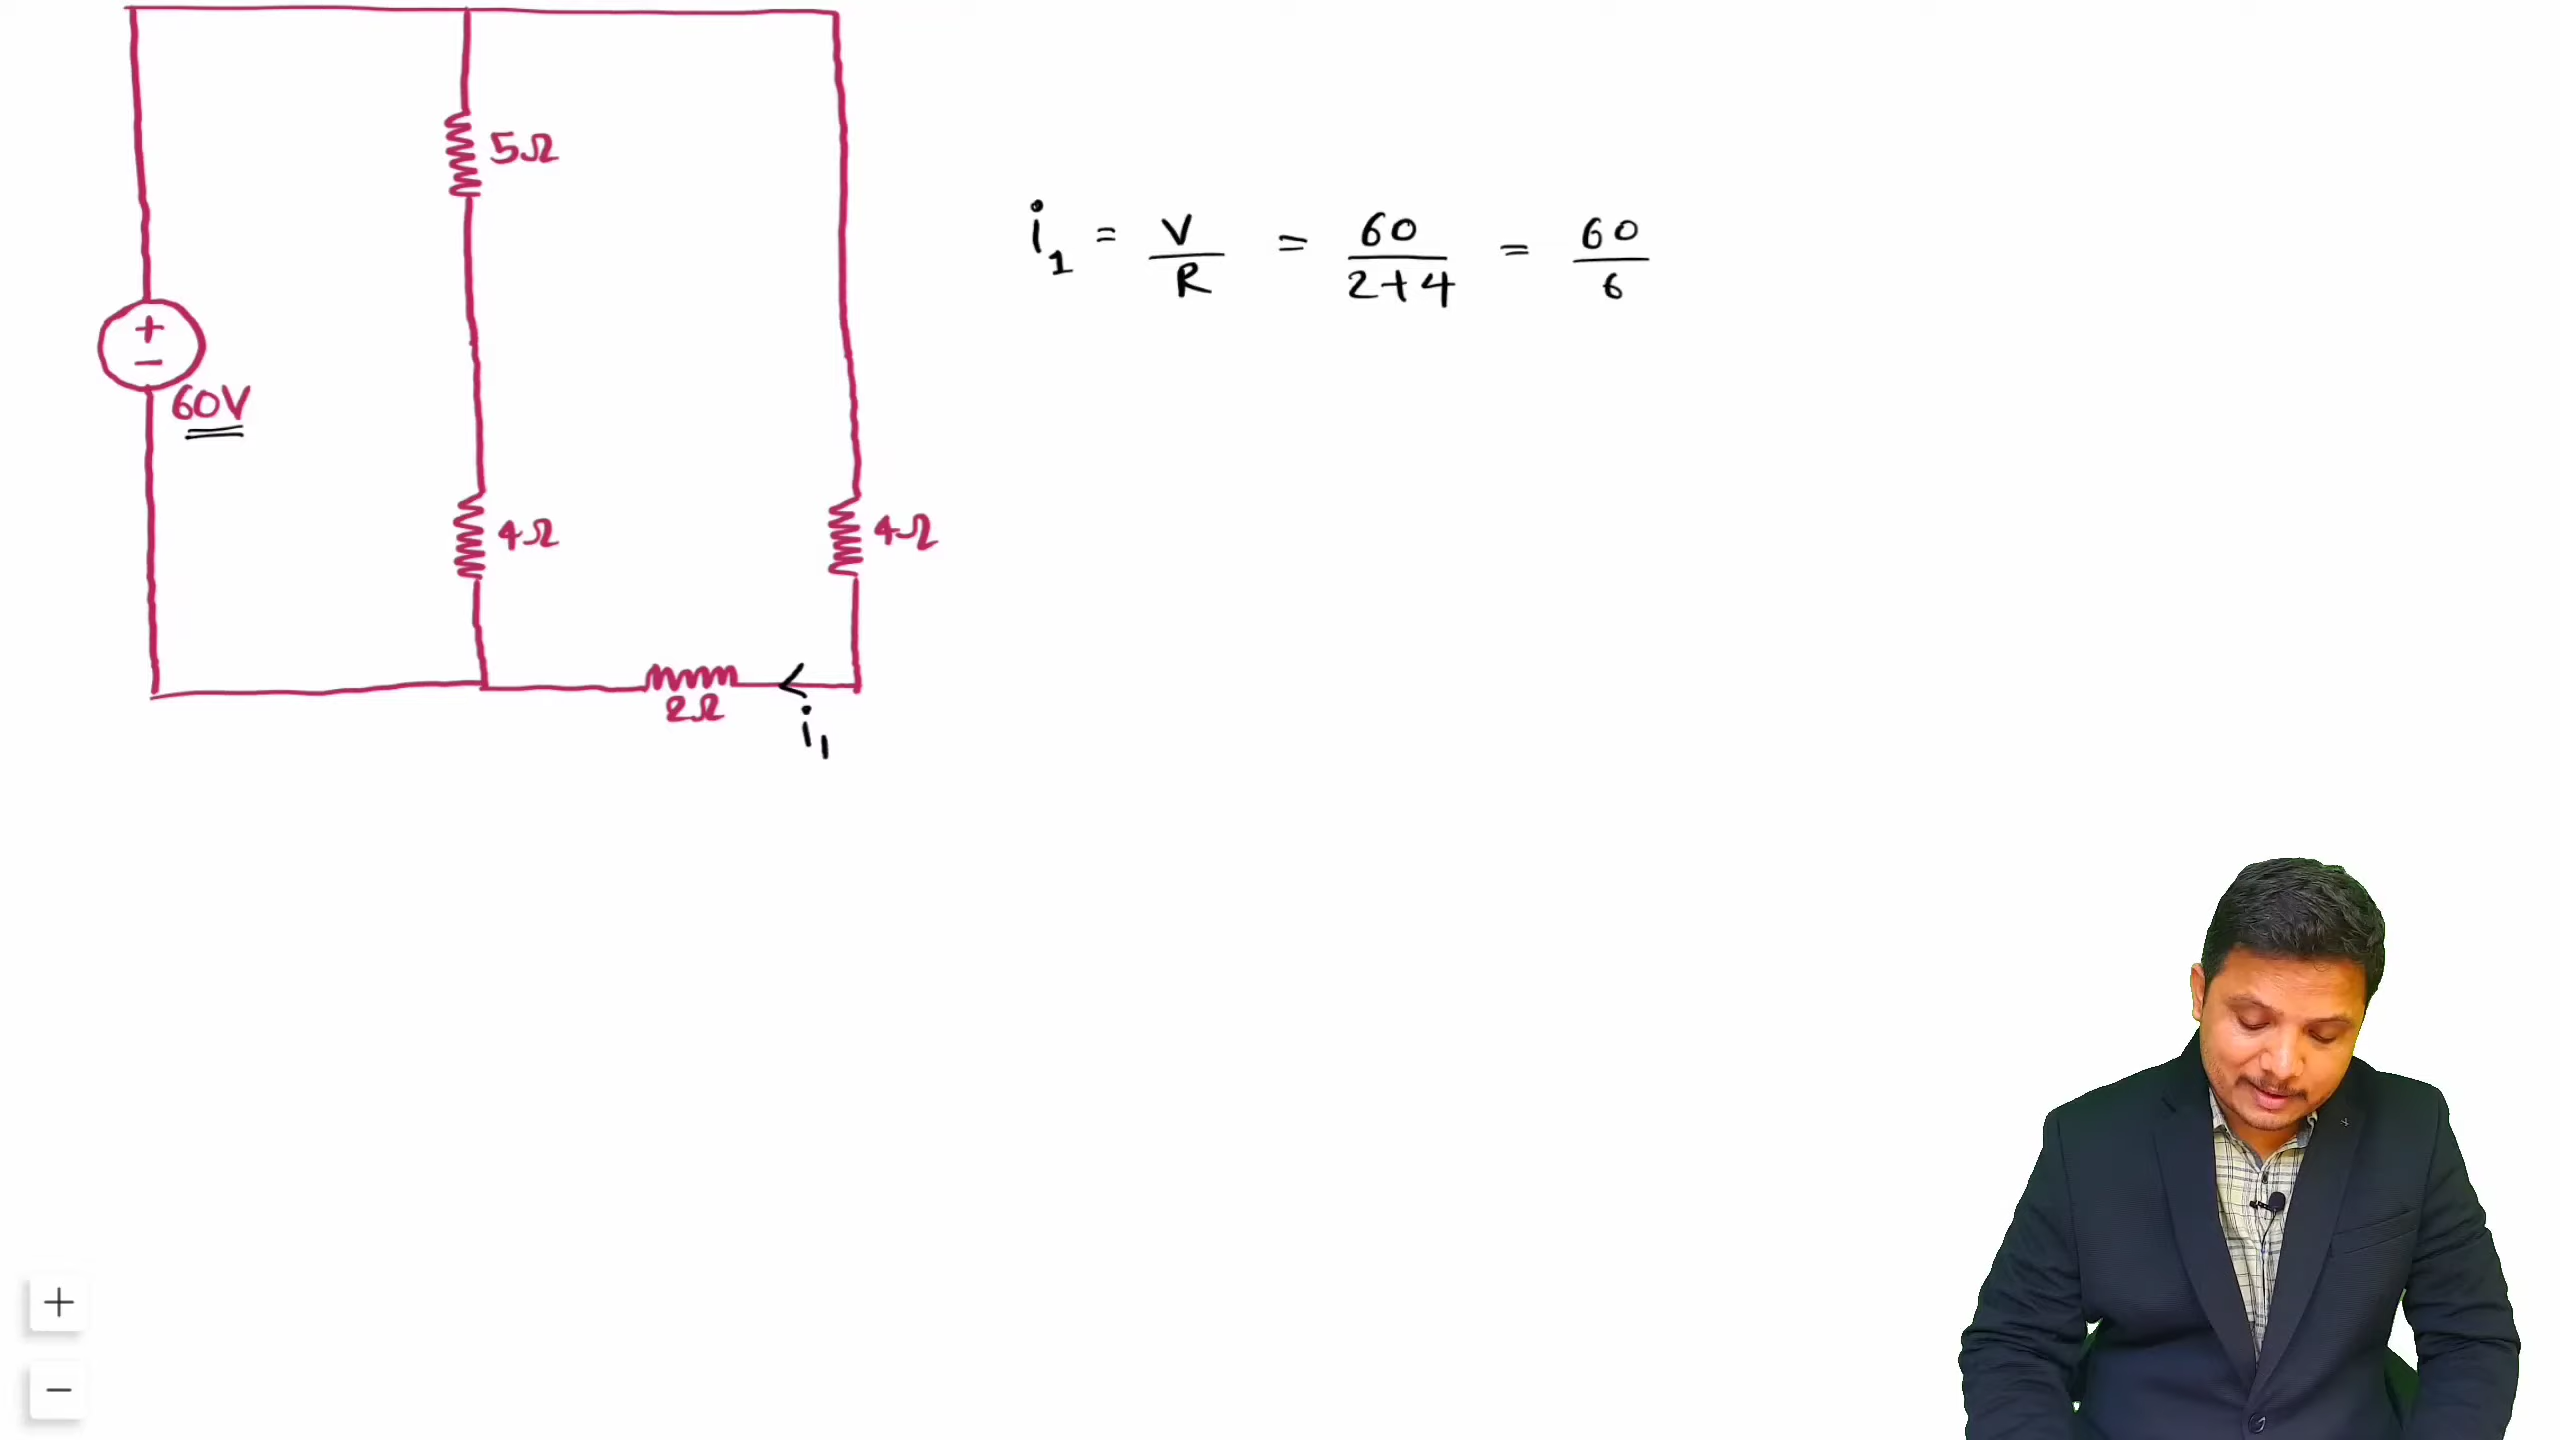 5Ω
+
−
60V
4Ω
4Ω
2Ω
i₁
i₁ = V/R = 60/2+4 = 60/6
+
−